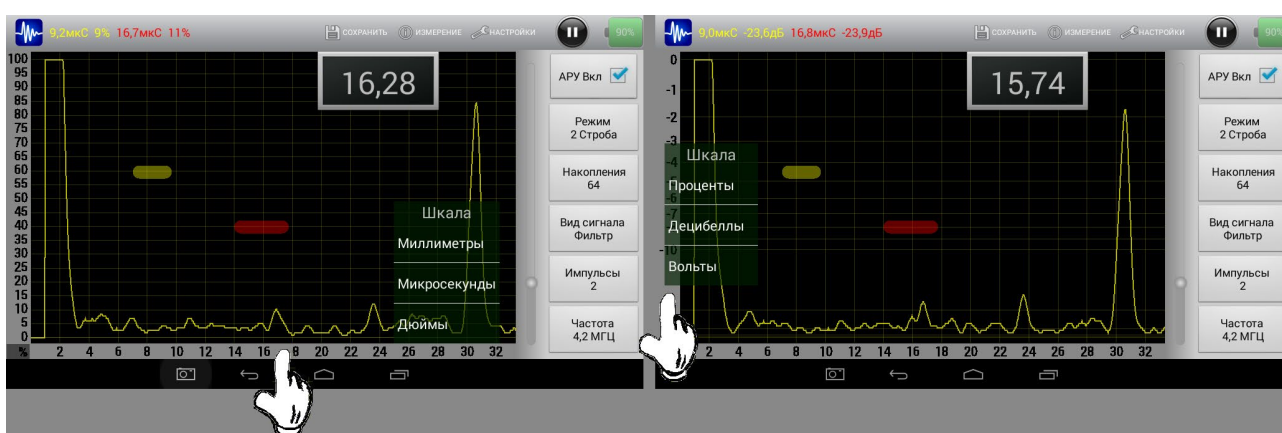 9,2мкС 9% 16,7мкС 11%
СОХРАНИТЬ ИЗМЕРЕНИЕ НАСТРОЙКИ
90%
16,28
100
95
90
85
80
75
70
65
60
55
50
45
40
35
30
25
20
15
10
5
0
% 2 4 6 8 10 12 14 16 8 20 22 24 26 28 30 32
Шкала
Миллиметры
Микросекунды
Дюймы
АРУ Вкл
Режим
2 Строба
Накопления
64
Вид сигнала
Фильтр
Импульсы
2
Частота
4,2 МГЦ
9,0мкС -23,6дБ 16,8мкС -23,9дБ
СОХРАНИТЬ ИЗМЕРЕНИЕ НАСТРОЙКИ
90%
15,74
0
-1
-2
-3
-4
-6
-7
-10
Шкала
Проценты
Децибеллы
Вольты
2 4 6 8 10 12 14 16 18 20 22 24 26 28 30 32
АРУ Вкл
Режим
2 Строба
Накопления
64
Вид сигнала
Фильтр
Импульсы
2
Частота
4,2 МГЦ